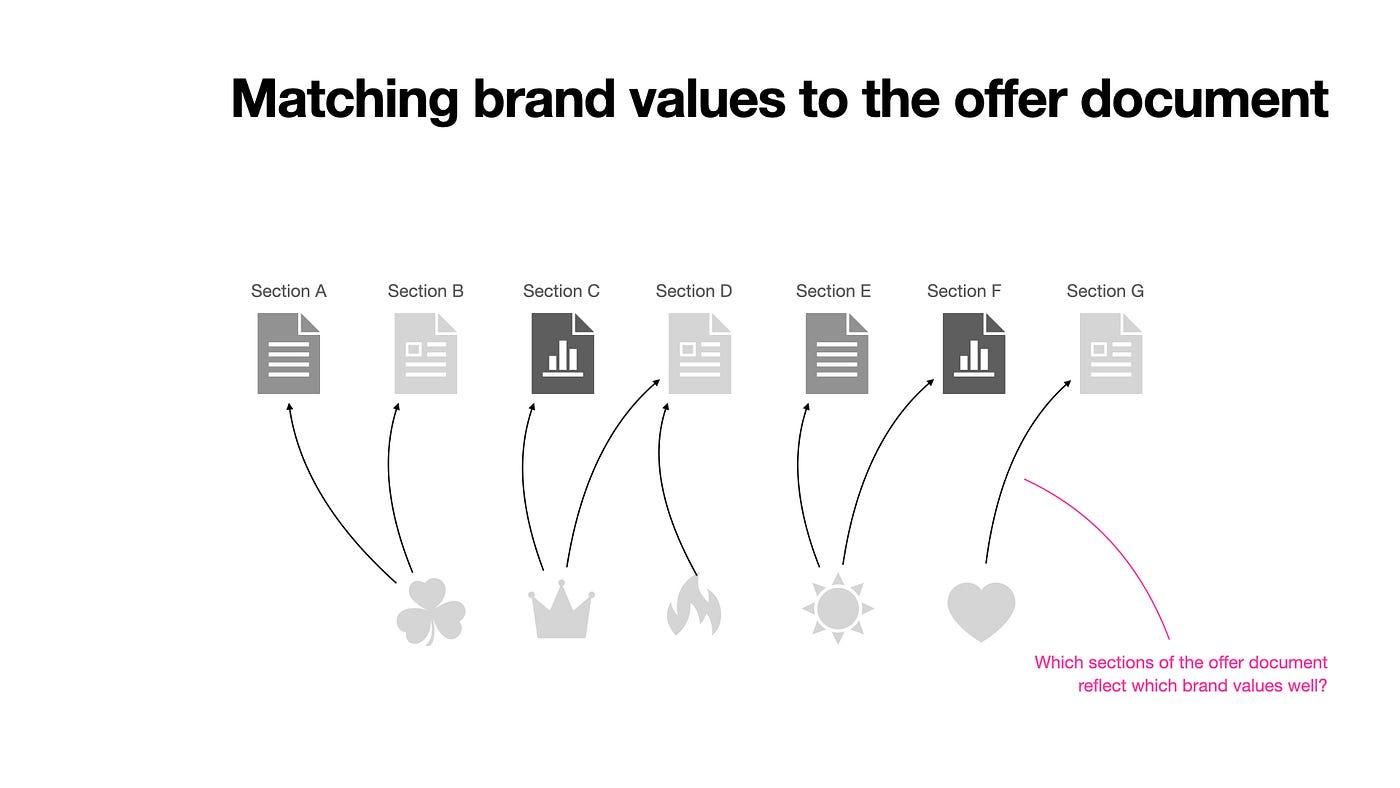 Matching brand values to the offer document
Section A
Section B
Section C
Section D
Section E
Section F
Section G
Which sections of the offer document
reflect which brand values well?